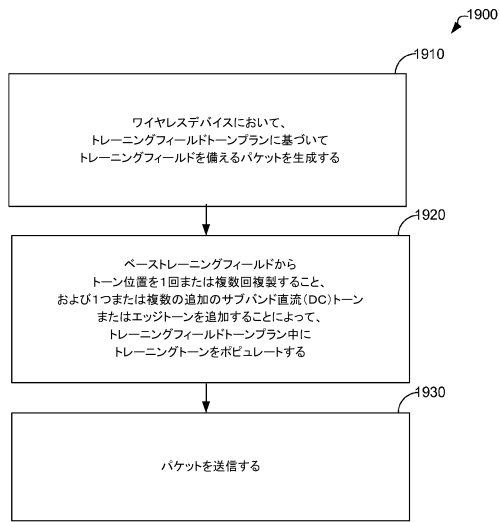 1900
1910
ワイヤレスデバイスにおいて、
トレーニングフィールドトーンプランに基づいて
トレーニングフィールドを備えるパケットを生成する
1920
ベーストレーニングフィールドから
トーン位置を1回または複数回複製すること、
および1つまたは複数の追加のサブバンド直流(DC)トーン
またはエッジトーンを追加することによって、
トレーニングフィールドトーンプラン中に
トレーニングトーンをポピュレートする
1930
パケットを送信する